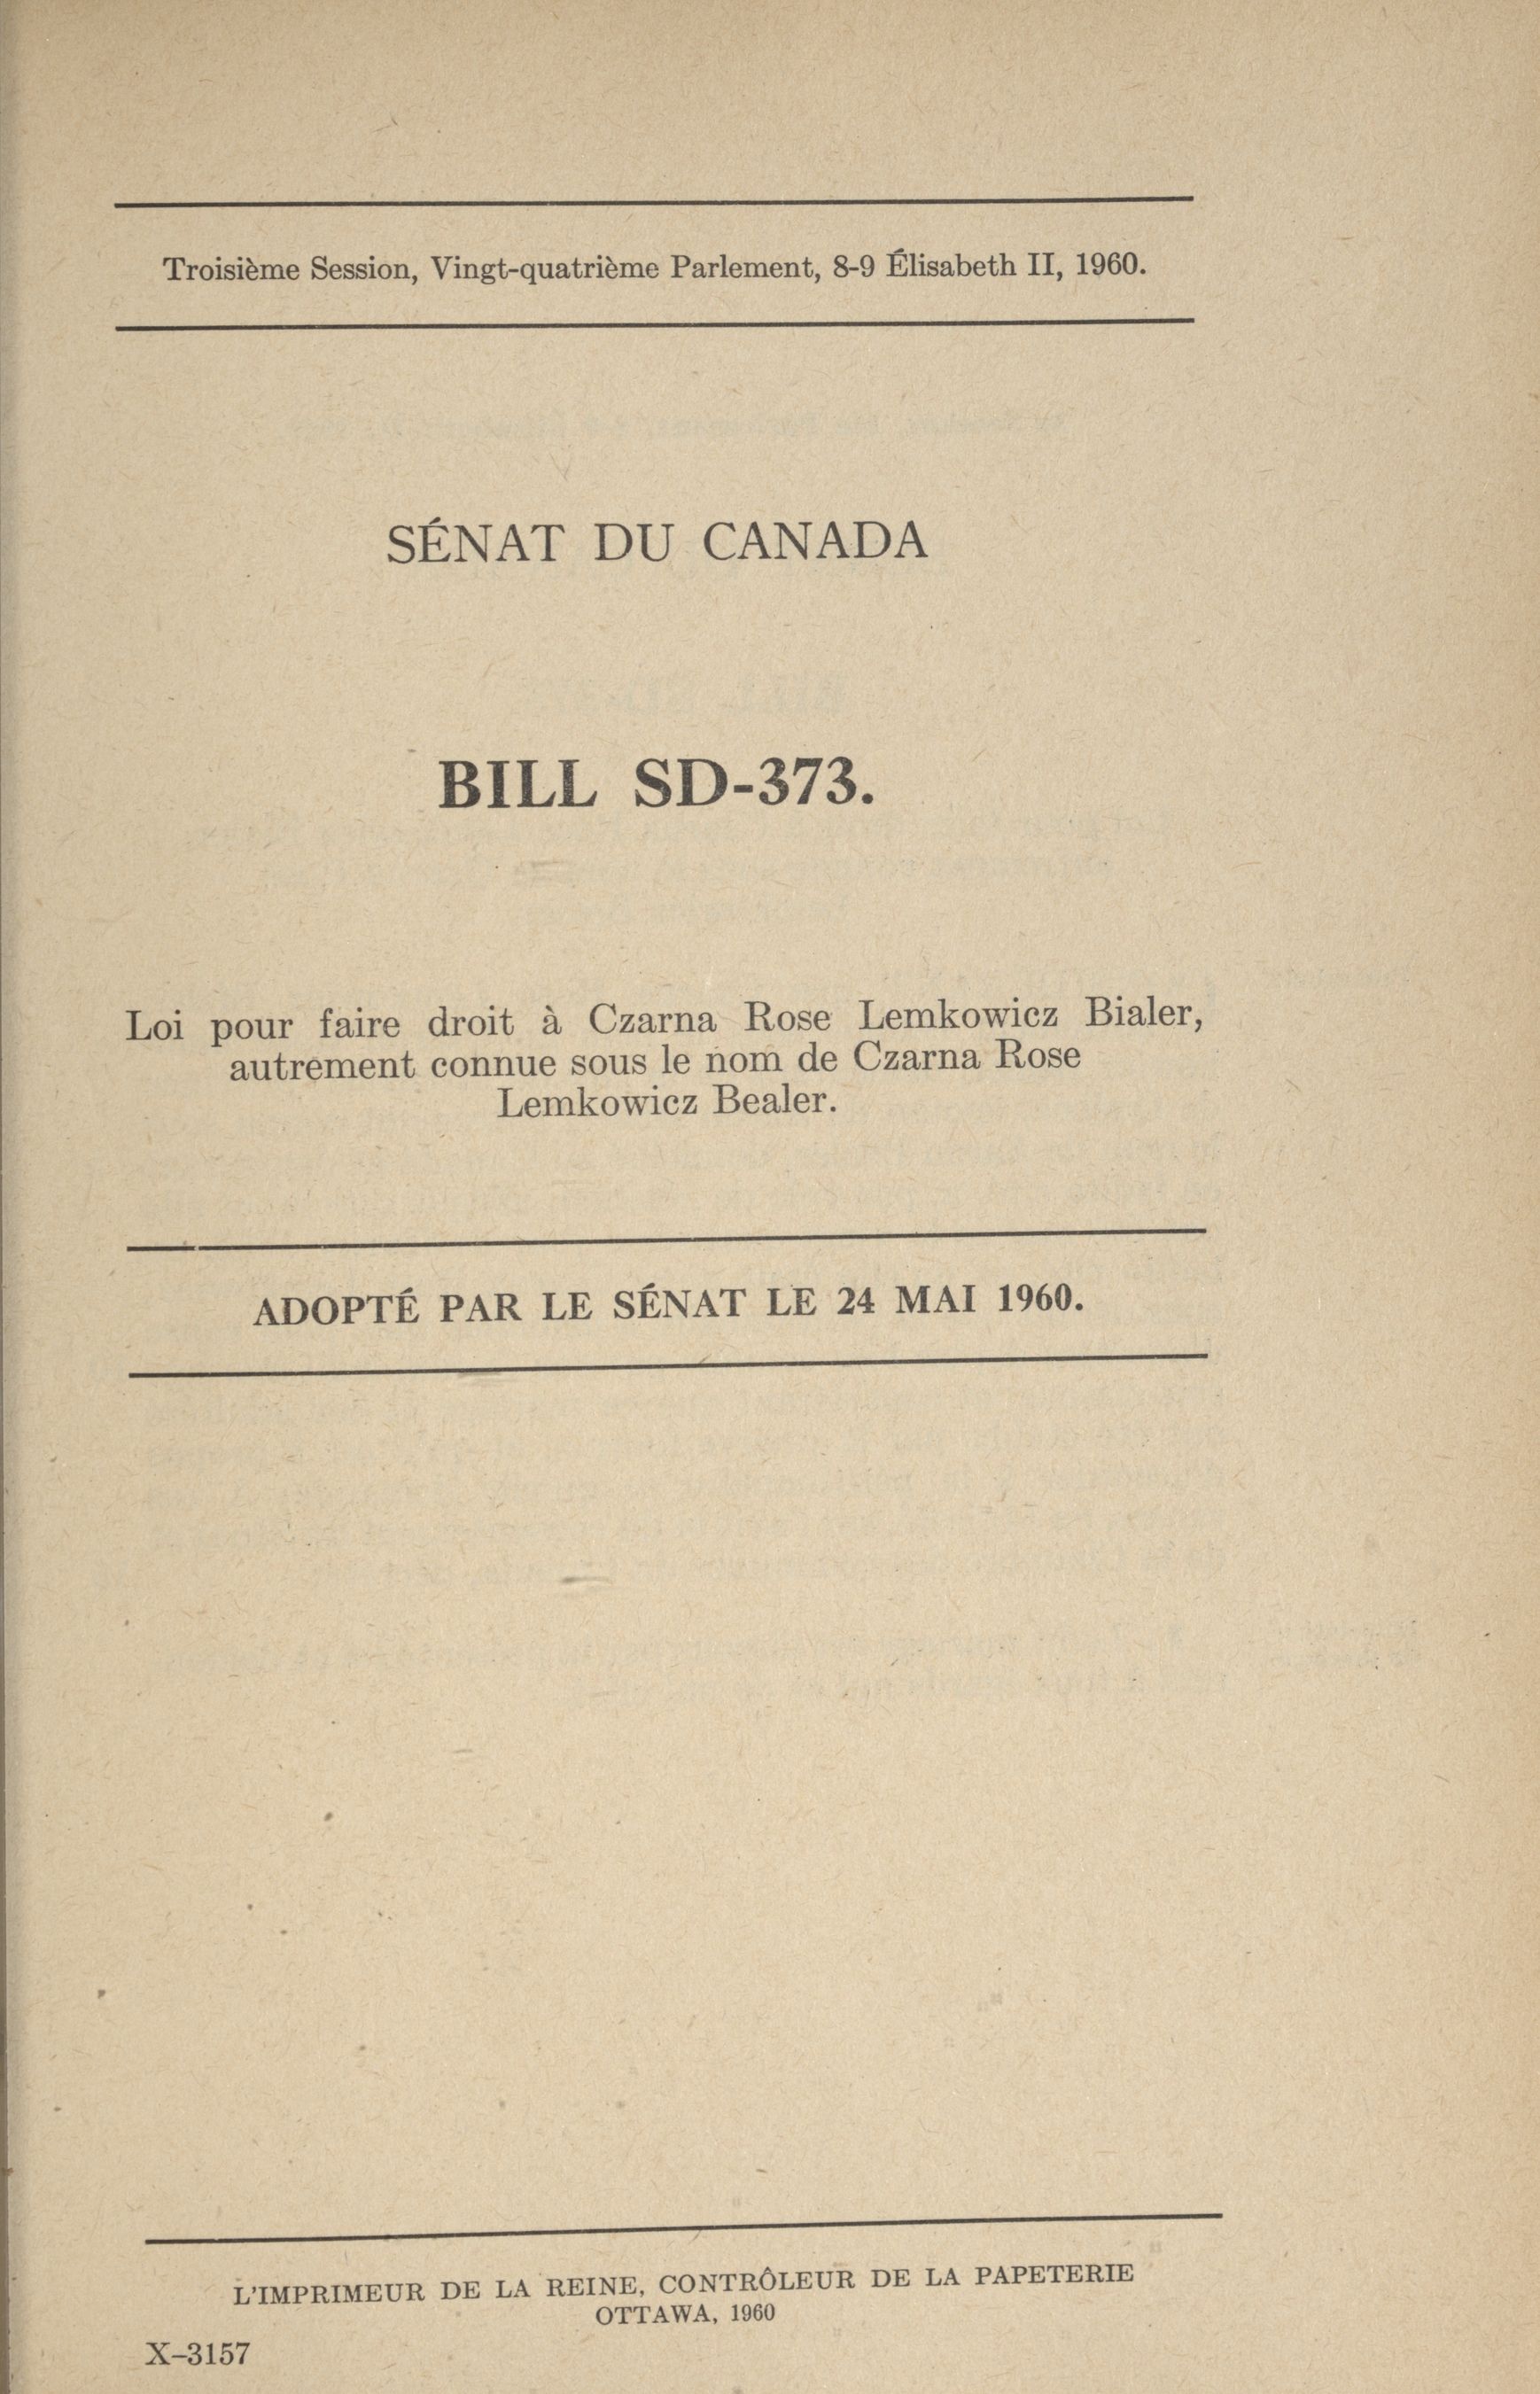 Troisième Session, Vingt-quatrième Parlement, 8-9 Élisabeth II, 1960.
SÉNAT DU CANADA
BILL SD-373.
Loi pour faire droit à Czarna Rose Lemkowicz Bialer,
autrement connue sous le nom de Czarna Rose
Lemkowicz Bealer.
ADOPTÉ PAR LE SÉNAT LE 24 MAI 1960.
L'IMPRIMEUR DE LA REINE, CONTRÔLEUR DE LA PAPETERIE
OTTAWA, 1960
X-3157